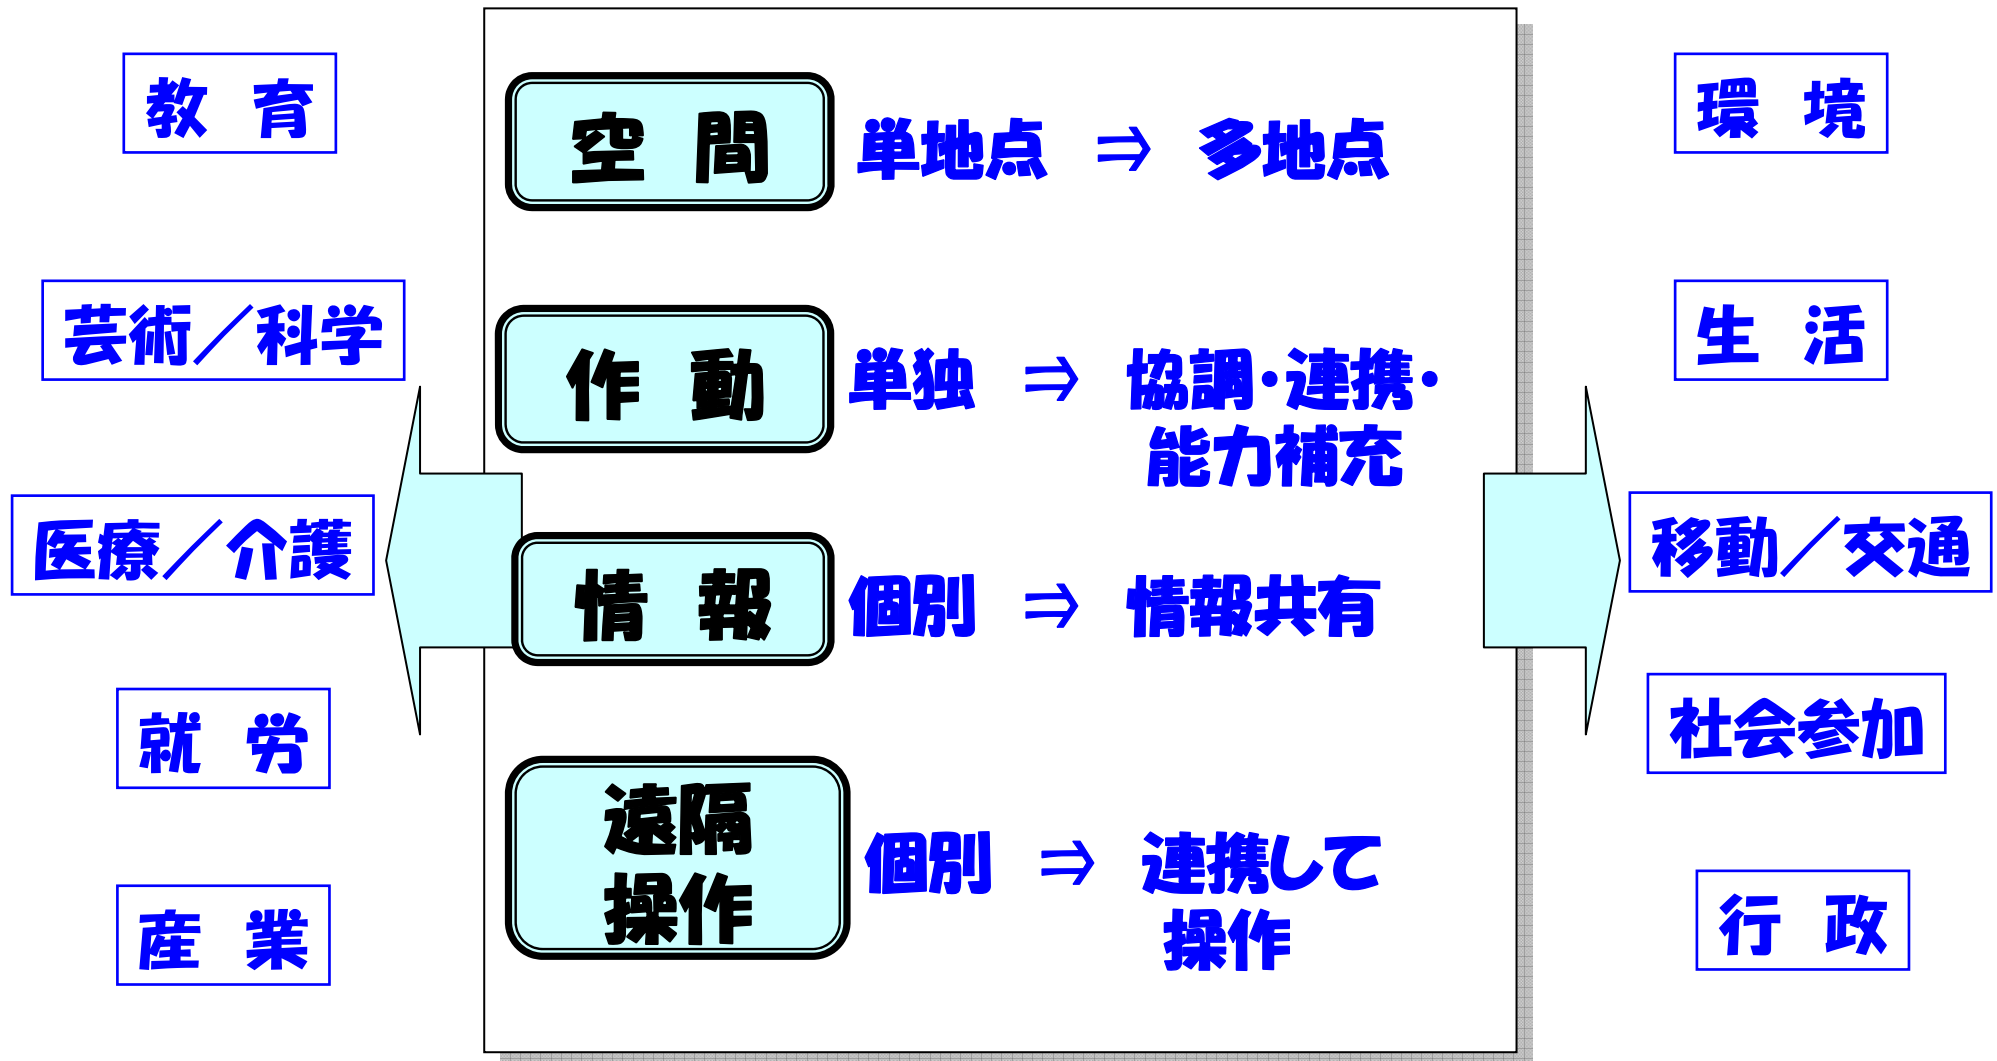 教 育
芸術／科学
医療／介護
就 労
産 業
空 間
単地点 ⇒ 多地点
作 動
単独 ⇒ 協調・連携・
能力補充
情 報
個別 ⇒ 情報共有
遠隔
操作
個別 ⇒ 連携して
操作
環 境
生 活
移動／交通
社会参加
行 政